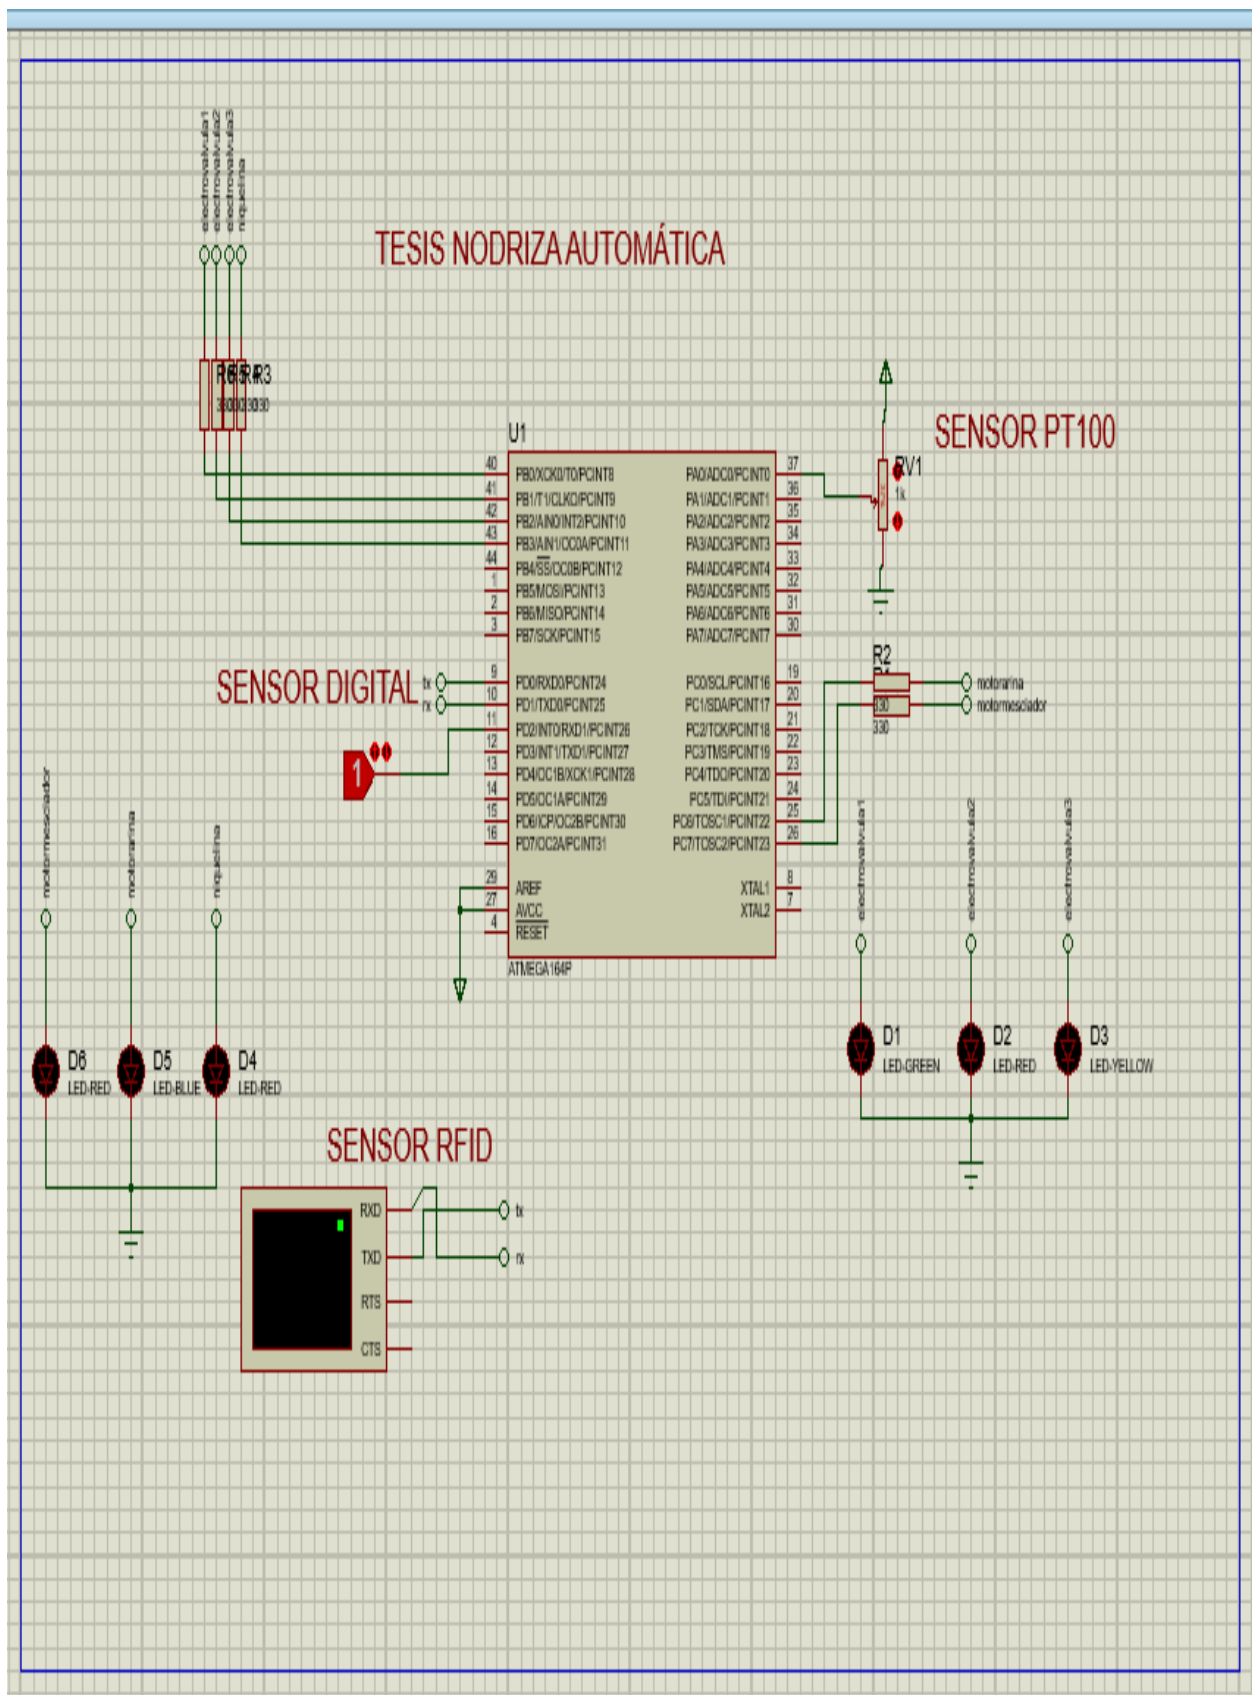 electrovalvula1
electrovalvula2
electrovalvula3
niquelina
TESIS NODRIZA AUTOMÁTICA
R3
330
U1
SENSOR PT100
RV1
1k
40 PB0/XCK0/T0/PCINT8
41 PB1/T1/CLKO/PCINT9
42 PB2/AIN0/INT2/PCINT10
43 PB3/AIN1/OC0A/PCINT11
44 PB4/SS/OC0B/PCINT12
1 PB5/MOSI/PCINT13
2 PB6/MISO/PCINT14
3 PB7/SCK/PCINT15
PA0/ADC0/PCINT0 37
PA1/ADC1/PCINT1 36
PA2/ADC2/PCINT2 35
PA3/ADC3/PCINT3 34
PA4/ADC4/PCINT4 33
PA5/ADC5/PCINT5 32
PA6/ADC6/PCINT6 31
PA7/ADC7/PCINT7 30
SENSOR DIGITAL
tx
rx
1
9 PD0/RXD0/PCINT24
10 PD1/TXD0/PCINT25
11 PD2/INT0/RXD1/PCINT26
12 PD3/INT1/TXD1/PCINT27
13 PD4/OC1B/XCK1/PCINT28
14 PD5/OC1A/PCINT29
15 PD6/ICP/OC2B/PCINT30
16 PD7/OC2A/PCINT31
PC0/SCL/PCINT16 19
PC1/SDA/PCINT17 20
PC2/TCK/PCINT18 21
PC3/TMS/PCINT19 22
PC4/TDO/PCINT20 23
PC5/TDI/PCINT21 24
PC6/TOSC1/PCINT22 25
PC7/TOSC2/PCINT23 26
R2
330
330
motorarina
motormesclador
29 AREF
27 AVCC
4 RESET
XTAL1 8
XTAL2 7
ATMEGA164P
motormesclador
motorarina
niquelina
electrovalvula1
electrovalvula2
electrovalvula3
D6
LED-RED
D5
LED-BLUE
D4
LED-RED
D1
LED-GREEN
D2
LED-RED
D3
LED-YELLOW
SENSOR RFID
RXD
TXD
RTS
CTS
tx
rx